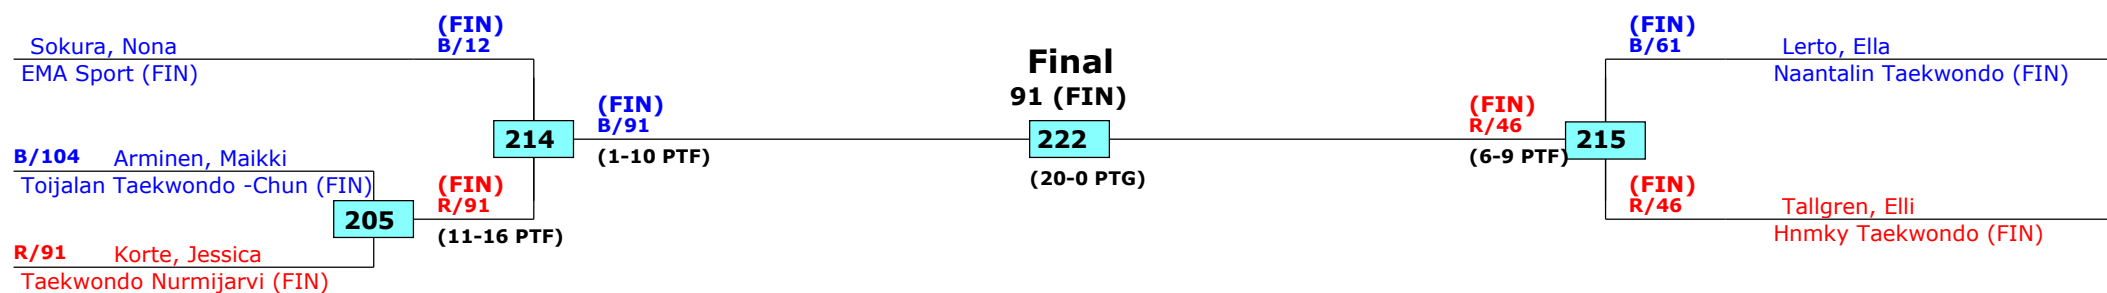 (FIN)
B/12
Sokura, Nona
EMA Sport (FIN)
B/104 Arminen, Maikki
Toijalan Taekwondo -Chun (FIN)
205
R/91 Korte, Jessica
Taekwondo Nurmijarvi (FIN)
(FIN)
R/91
(11-16 PTF)
214
(FIN)
B/91
(1-10 PTF)
Final
91 (FIN)
222
(20-0 PTG)
(FIN)
R/46
(6-9 PTF)
215
(FIN)
B/61
Lerto, Ella
Naantalin Taekwondo (FIN)
(FIN)
R/46
Tallgren, Elli
Hnmky Taekwondo (FIN)